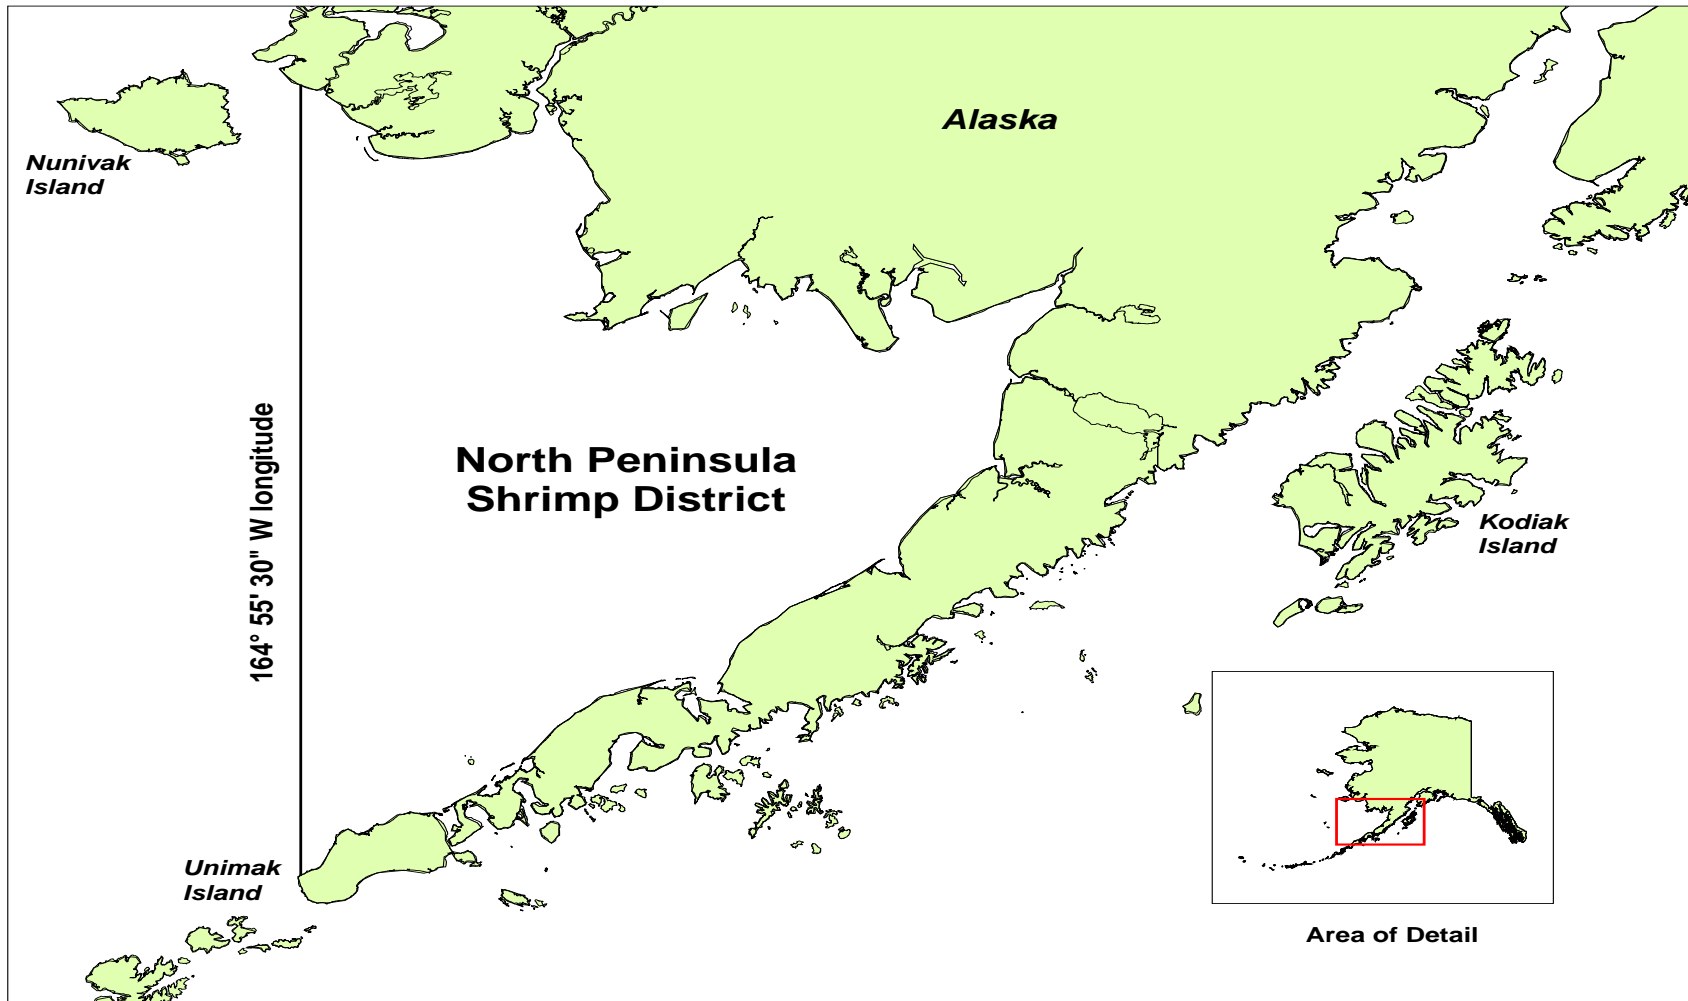 Alaska
Nunivak
Island
164° 55' 30" W longitude
North Peninsula
Shrimp District
Kodiak
Island
Unimak
Island
Area of Detail